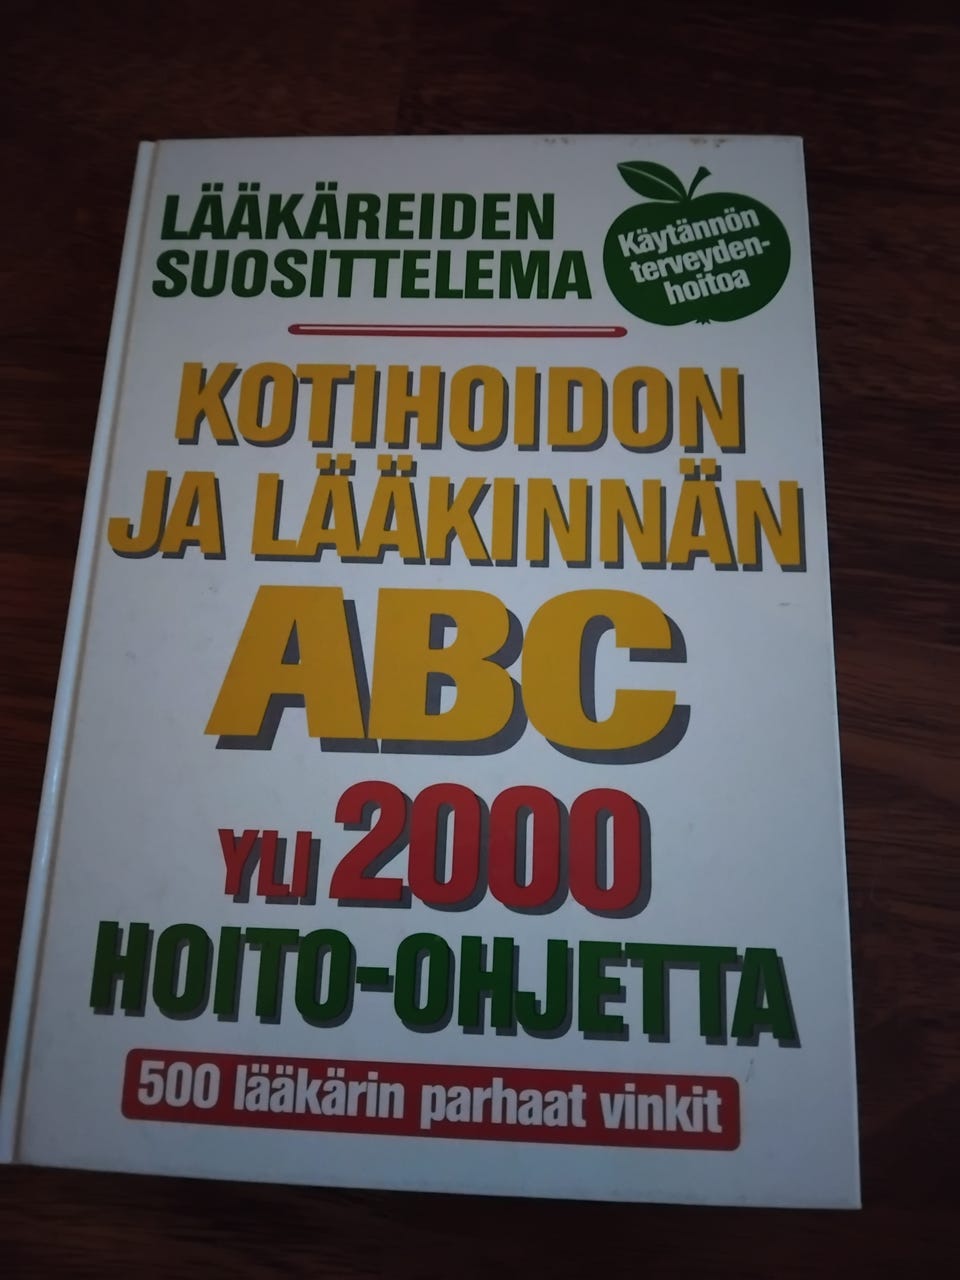 LÄÄKÄREIDEN
SUOSITTELEMA
Käytännön
terveyden-
hoitoa
KOTIHOIDON
JA LÄÄKINNÄN
ABC
YLI 2000
HOITO-OHJETTA
500 lääkärin parhaat vinkit